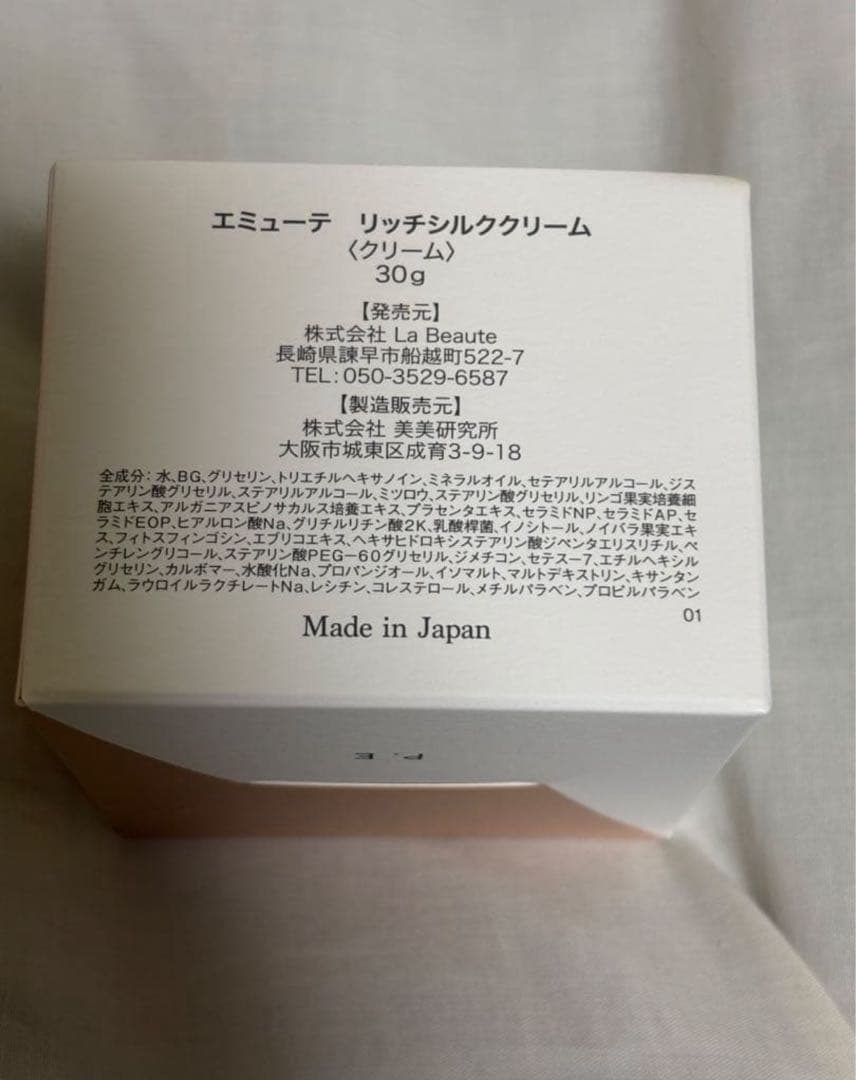 エミューテ　リッチシルククリーム
〈クリーム〉
30g
【発売元】
株式会社 La Beaute
長崎県諫早市船越町522-7
TEL:050-3529-6587
【製造販売元】
株式会社 美美研究所
大阪市城東区成育3-9-18
全成分：水、BG、グリセリン、トリエチルヘキサノイン、ミネラルオイル、セテアリルアルコール、ジス
テアリン酸グリセリル、ステアリルアルコール、ミツロウ、ステアリン酸グリセリル、リンゴ果実培養細
胞エキス、アルガニアスピノサカルス培養エキス、プラセンタエキス、セラミドNP、セラミドAP、セ
ラミドEOP、ヒアルロン酸Na、グリチルリチン酸2K、乳酸桿菌、イノシトール、ノイバラ果実エキ
ス、フィトスフィンゴシン、エブリコエキス、ヘキサヒドロキシステアリン酸ジペンタエリスリチル、ペ
ンチレングリコール、ステアリン酸PEG－60グリセリル、ジメチコン、セテス－7、エチルヘキシル
グリセリン、カルボマー、水酸化Na、プロパンジオール、イソマルト、マルトデキストリン、キサンタン
ガム、ラウロイルラクチレートNa、レシチン、コレステロール、メチルパラベン、プロピルパラベン
01
Made in Japan
P. E